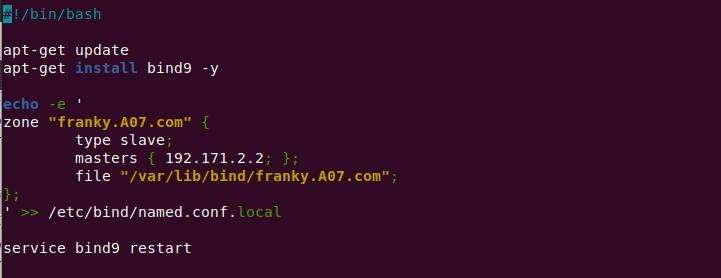 #!/bin/bash
apt-get update
apt-get install bind9 -y
echo -e '
zone "franky.A07.com" {
        type slave;
        masters { 192.171.2.2; };
        file "/var/lib/bind/franky.A07.com";
};
' >> /etc/bind/named.conf.local
service bind9 restart